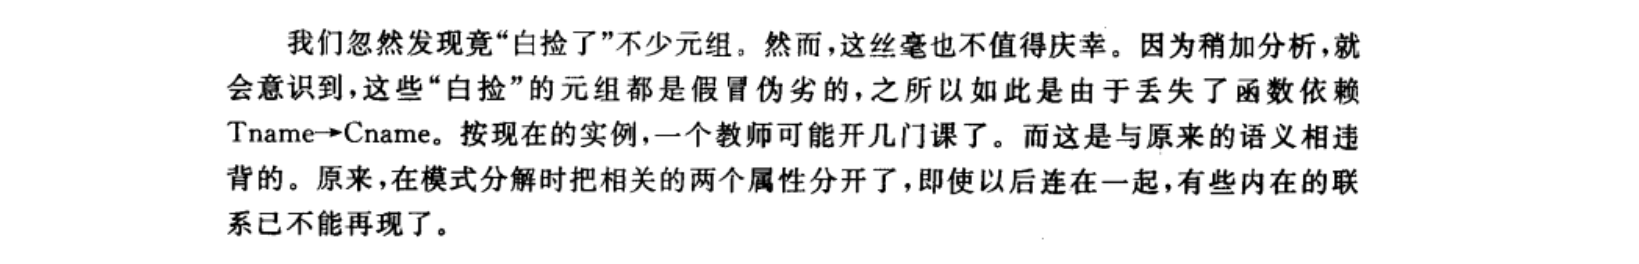 我们忽然发现竟“白捡了”不少元组。然而,这丝毫也不值得庆幸。因为稍加分析,就
会意识到,这些“白捡”的元组都是假冒伪劣的,之所以如此是由于丢失了函数依赖
Tname→Cname。按现在的实例,一个教师可能开几门课了。而这是与原来的语义相违
背的。原来,在模式分解时把相关的两个属性分开了,即使以后连在一起,有些内在的联
系已不能再现了。